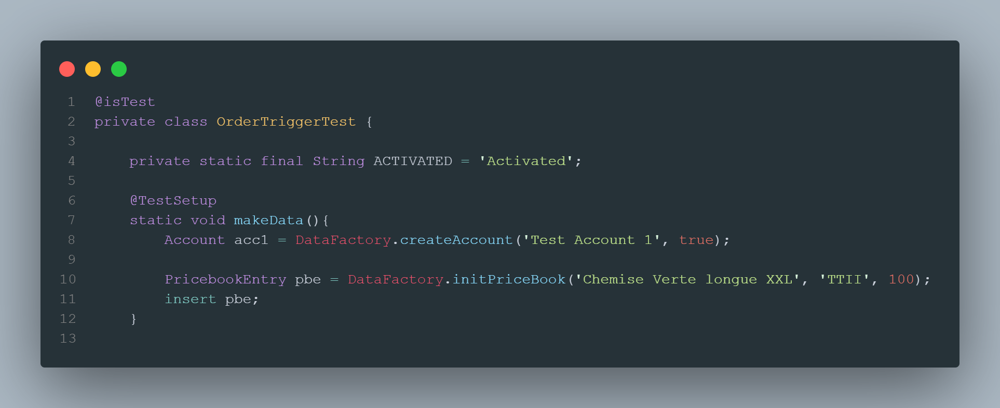 1 @isTest
2 private class OrderTriggerTest {
3
4     private static final String ACTIVATED = 'Activated';
5
6     @TestSetup
7     static void makeData(){
8         Account acc1 = DataFactory.createAccount('Test Account 1', true);
9
10         PricebookEntry pbe = DataFactory.initPriceBook('Chemise Verte longue XXL', 'TTII', 100);
11         insert pbe;
12     }
13